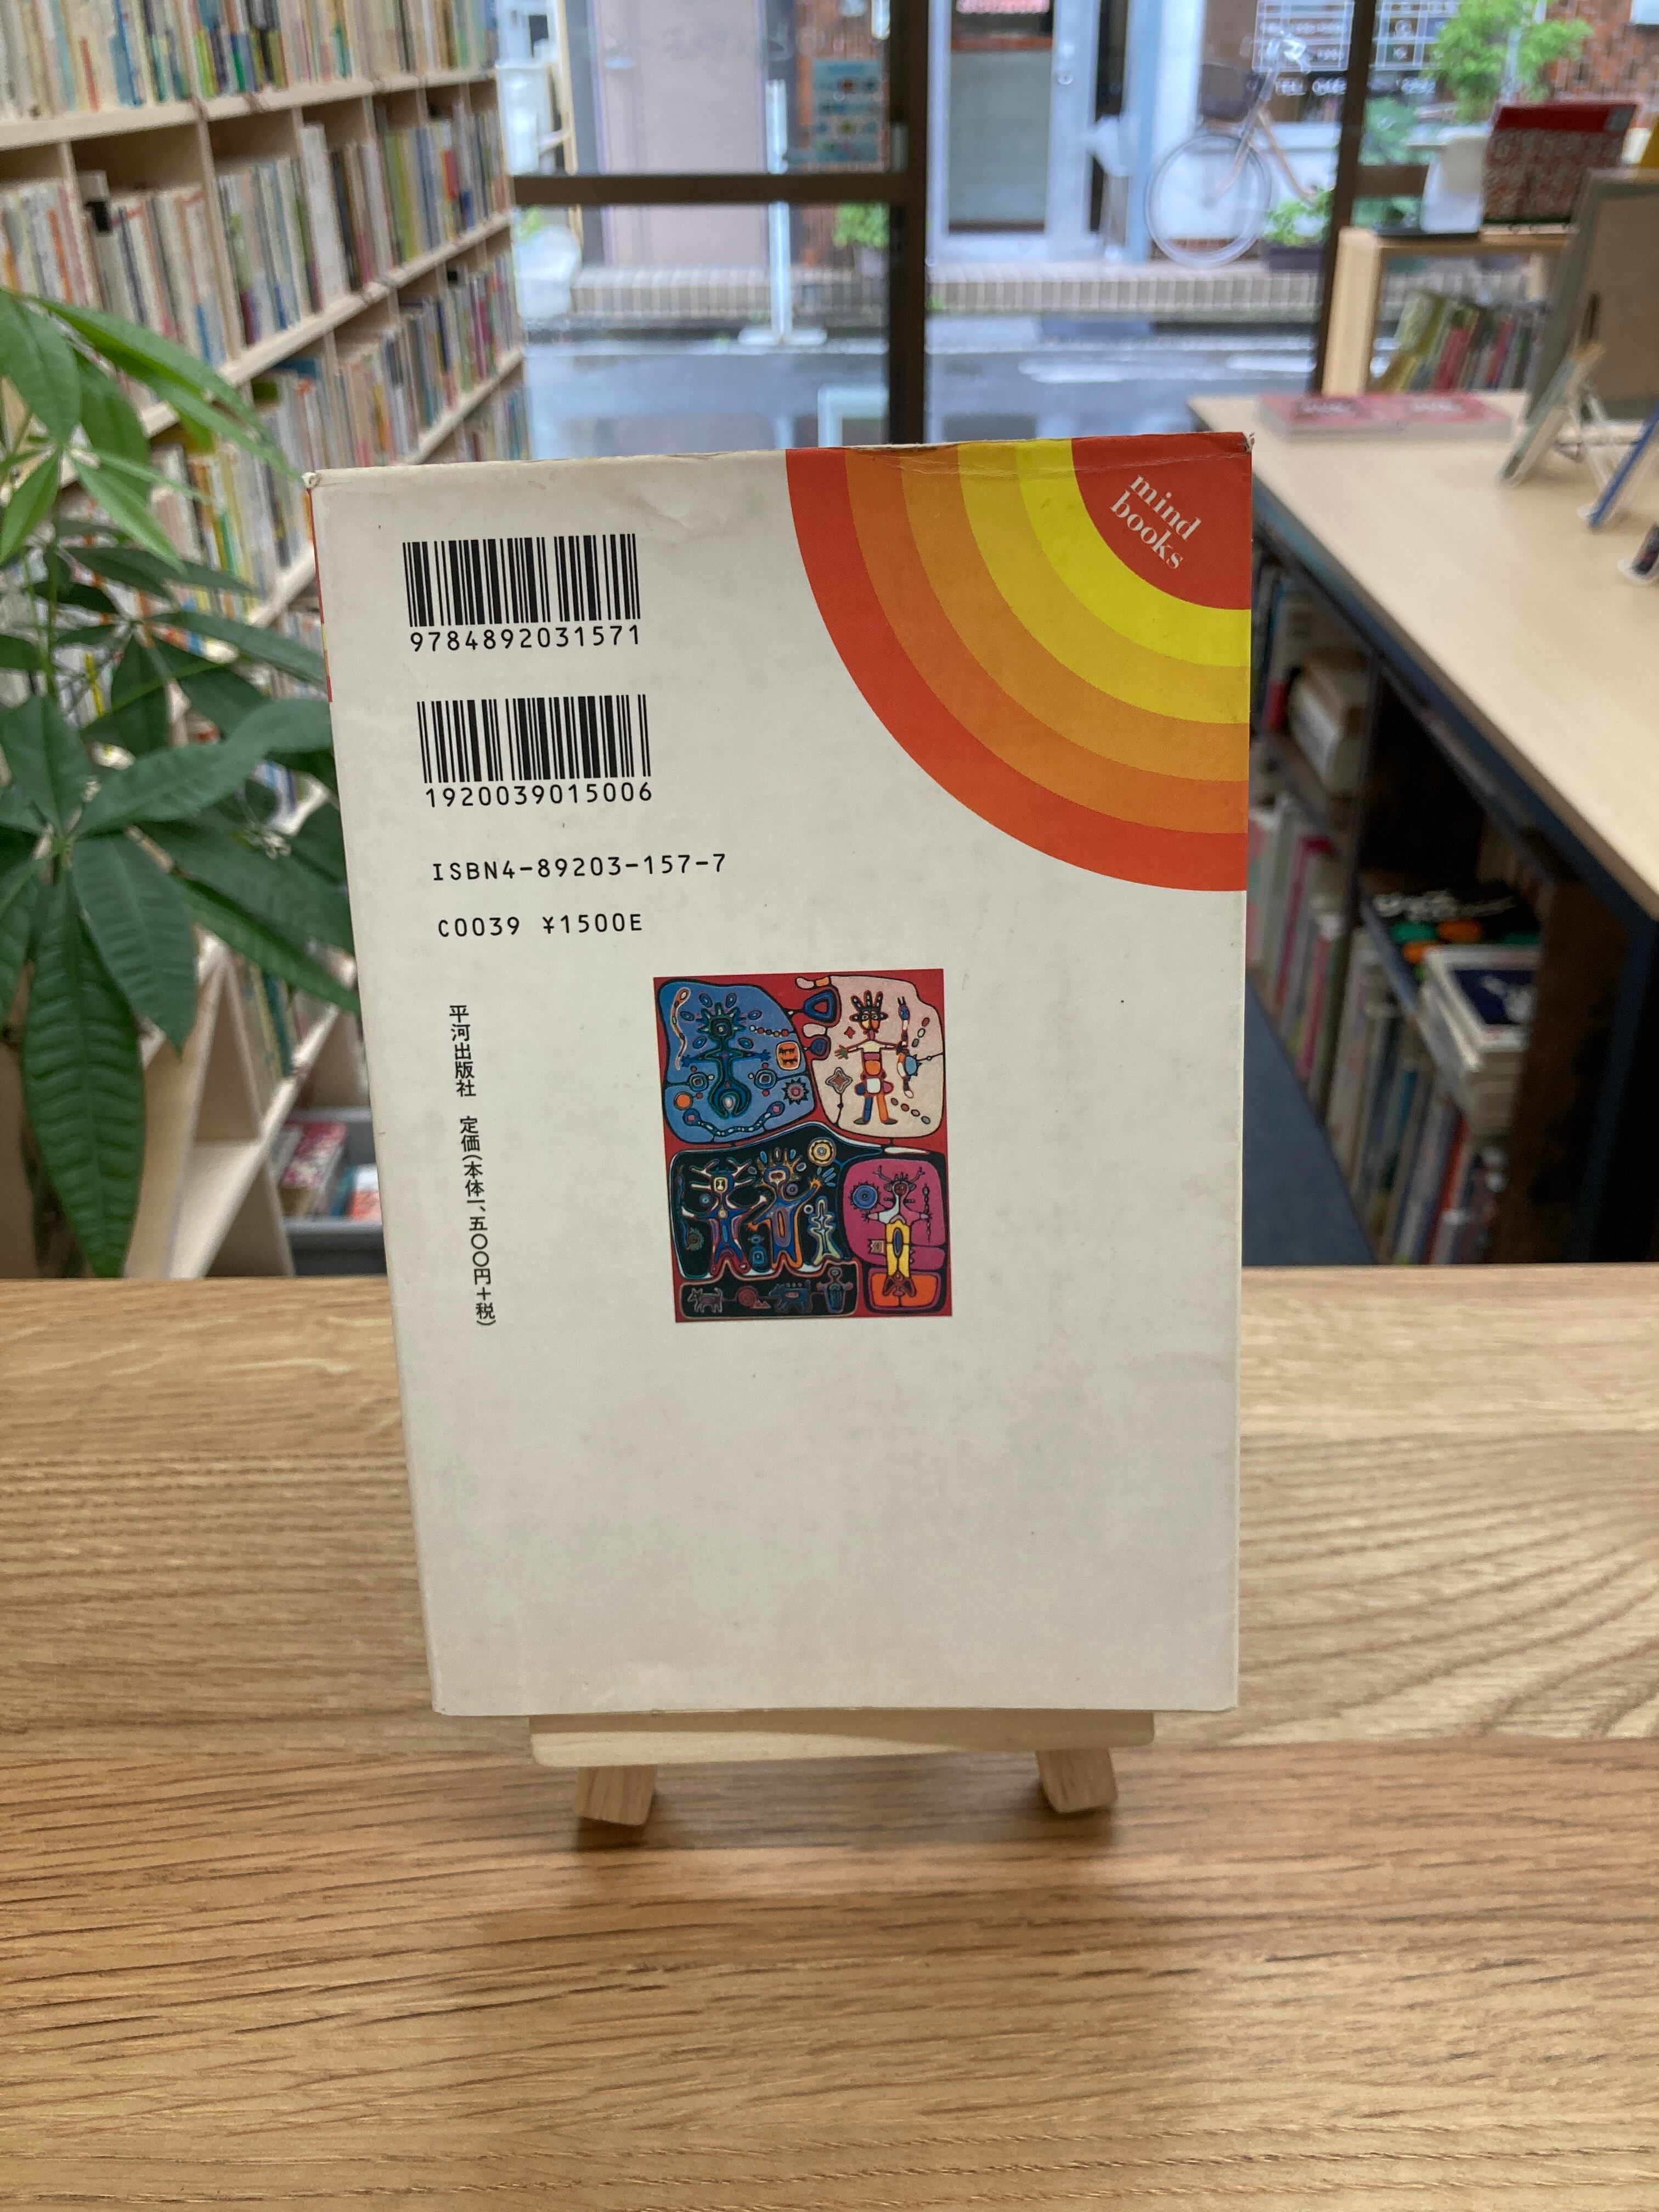 mind
books
9784892031571
1920039015006
ISBN4-89203-157-7
C0039 ¥1500E
平河出版社 定価(本体一、五〇〇円+税)